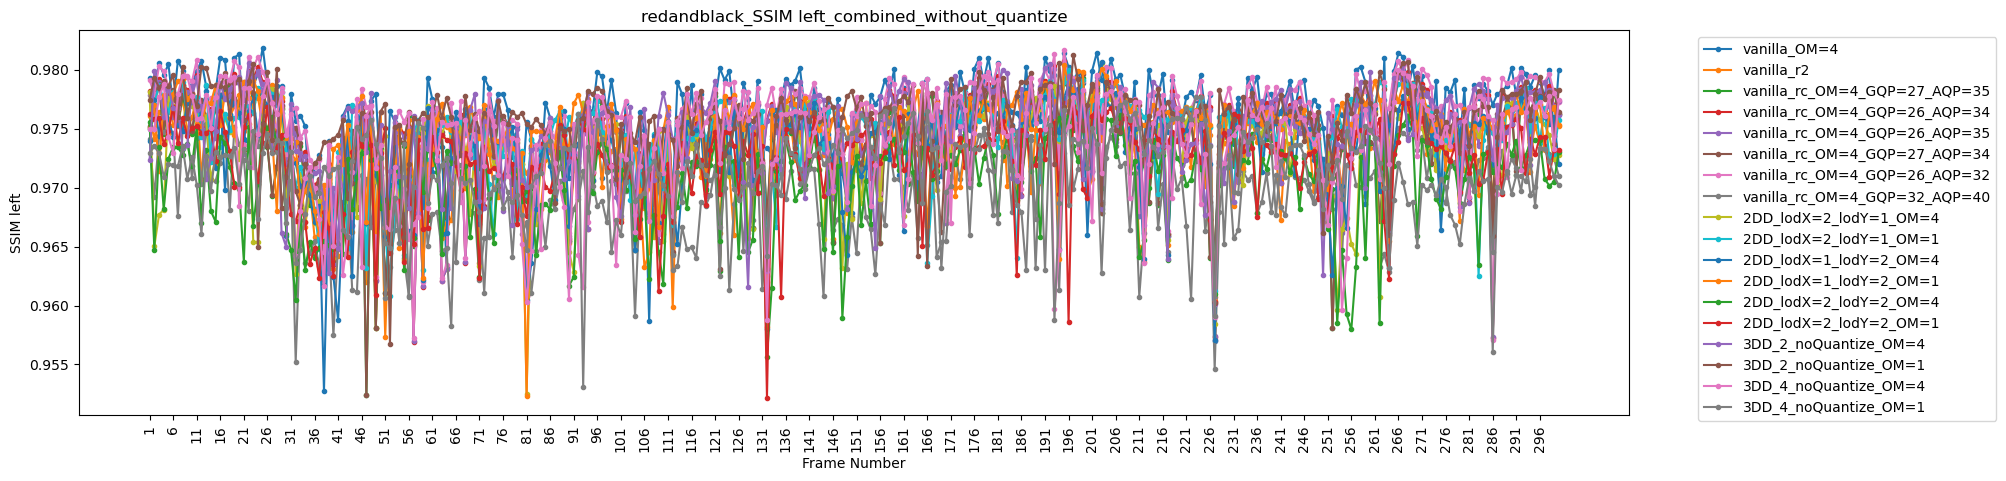 redandblack_SSIM left_combined_without_quantize
SSIM left
0.980
0.975
0.970
0.965
0.960
0.955
1 6 11 16 21 26 31 36 41 46 51 56 61 66 71 76 81 86 91 96 101 106 111 116 121 126 131 136 141 146 151 156 161 166 171 176 181 186 191 196 201 206 211 216 221 226 231 236 241 246 251 256 261 266 271 276 281 286 291 296
Frame Number
vanilla_OM=4
vanilla_r2
vanilla_rc_OM=4_GQP=27_AQP=35
vanilla_rc_OM=4_GQP=26_AQP=34
vanilla_rc_OM=4_GQP=26_AQP=35
vanilla_rc_OM=4_GQP=27_AQP=34
vanilla_rc_OM=4_GQP=26_AQP=32
vanilla_rc_OM=4_GQP=32_AQP=40
2DD_lodX=2_lodY=1_OM=4
2DD_lodX=2_lodY=1_OM=1
2DD_lodX=1_lodY=2_OM=4
2DD_lodX=1_lodY=2_OM=1
2DD_lodX=2_lodY=2_OM=4
2DD_lodX=2_lodY=2_OM=1
3DD_2_noQuantize_OM=4
3DD_2_noQuantize_OM=1
3DD_4_noQuantize_OM=4
3DD_4_noQuantize_OM=1